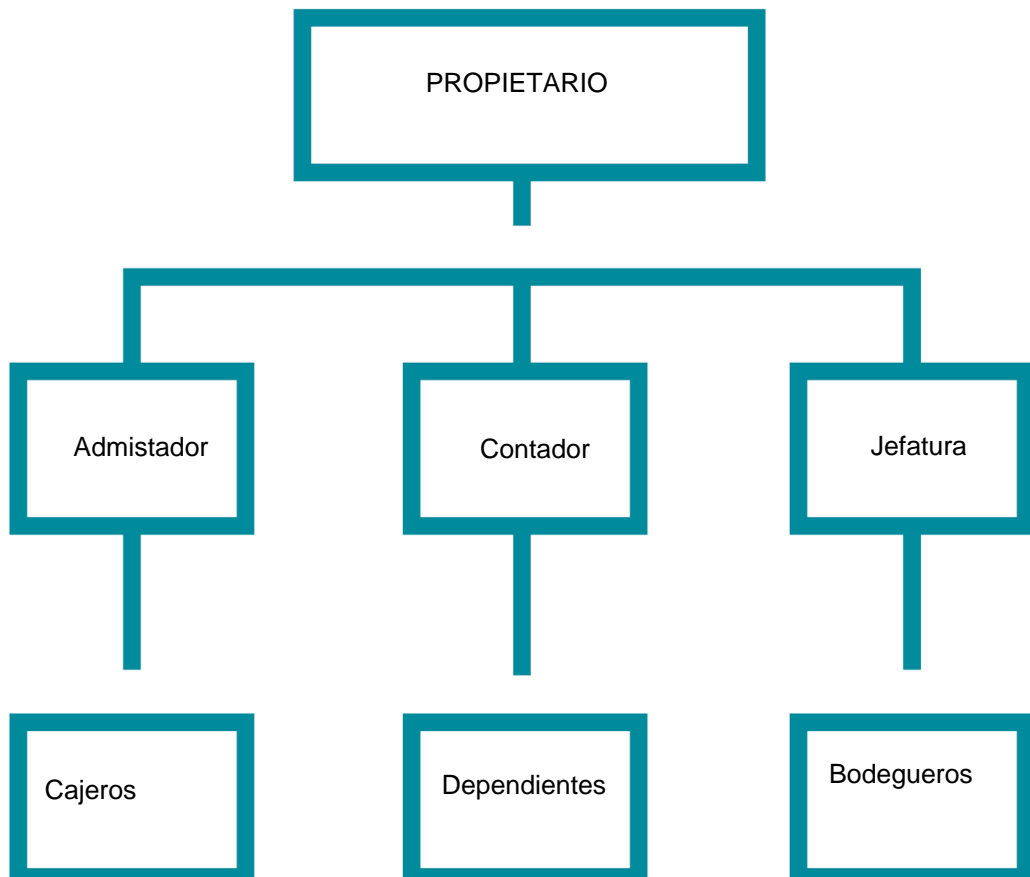 PROPIETARIO
Admistador
Contador
Jefatura
Cajeros
Dependientes
Bodegueros